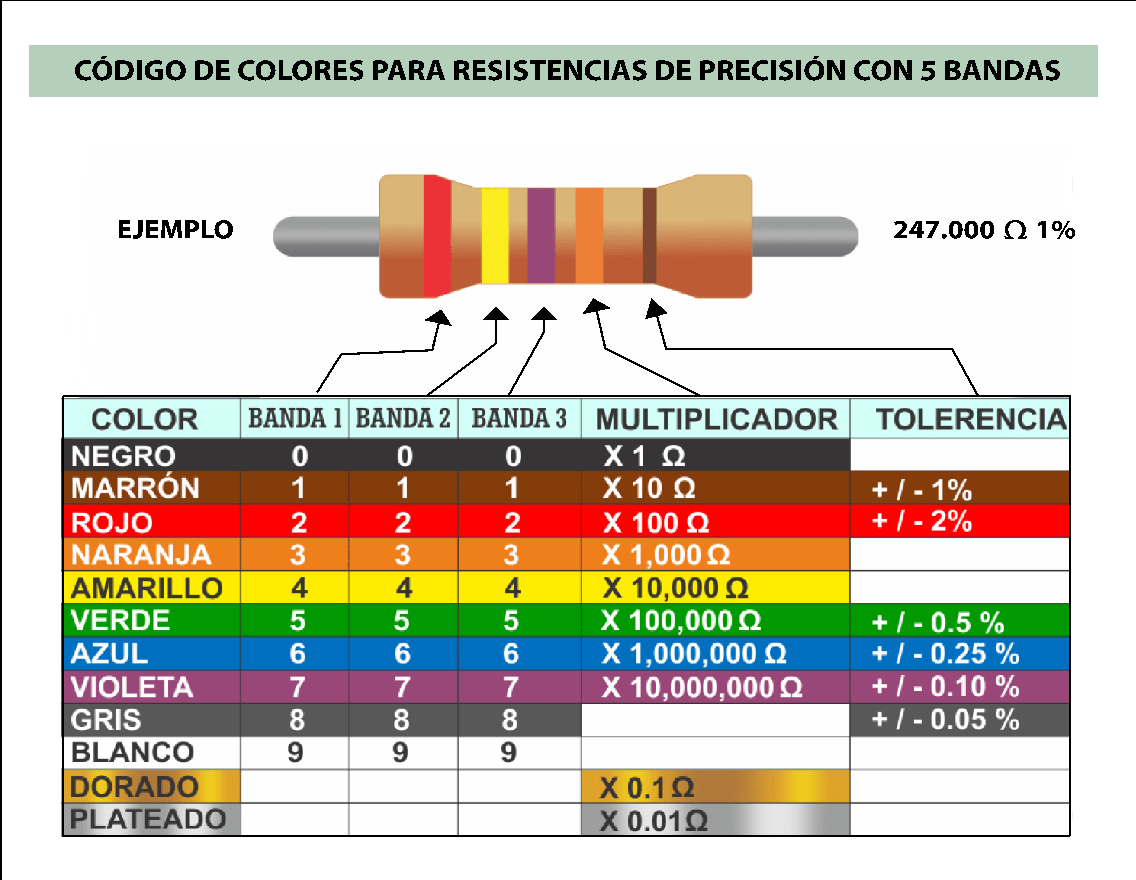 CÓDIGO DE COLORES PARA RESISTENCIAS DE PRECISIÓN CON 5 BANDAS
EJEMPLO 247.000 Ω 1%
COLOR BANDA 1 BANDA 2 BANDA 3 MULTIPLICADOR TOLERENCIA
NEGRO 0 0 0 X 1 Ω
MARRÓN 1 1 1 X 10 Ω + / - 1%
ROJO 2 2 2 X 100 Ω + / - 2%
NARANJA 3 3 3 X 1,000 Ω
AMARILLO 4 4 4 X 10,000 Ω
VERDE 5 5 5 X 100,000 Ω + / - 0.5 %
AZUL 6 6 6 X 1,000,000 Ω + / - 0.25 %
VIOLETA 7 7 7 X 10,000,000 Ω + / - 0.10 %
GRIS 8 8 8 + / - 0.05 %
BLANCO 9 9 9
DORADO X 0.1 Ω
PLATEADO X 0.01 Ω